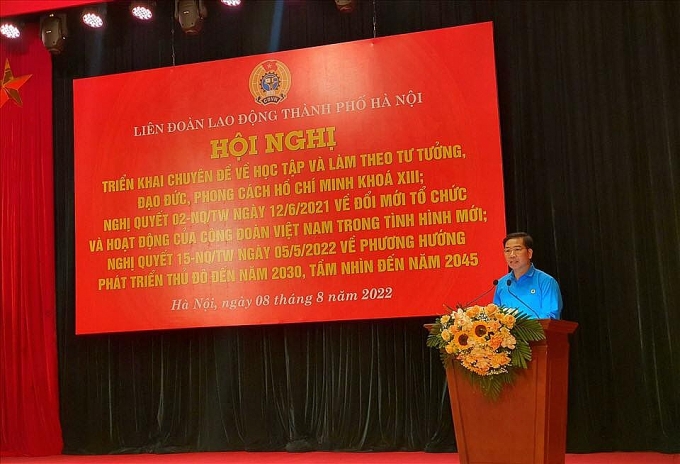 LIÊN ĐOÀN LAO ĐỘNG THÀNH PHỐ HÀ NỘI
HỘI NGHỊ
TRIỂN KHAI CHUYÊN ĐỀ VỀ HỌC TẬP VÀ LÀM THEO TƯ TƯỞNG,
ĐẠO ĐỨC, PHONG CÁCH HỒ CHÍ MINH KHOÁ XIII;
NGHỊ QUYẾT 02-NQ/TW NGÀY 12/6/2021 VỀ ĐỔI MỚI TỔ CHỨC
VÀ HOẠT ĐỘNG CỦA CÔNG ĐOÀN VIỆT NAM TRONG TÌNH HÌNH MỚI;
NGHỊ QUYẾT 15-NQ/TW NGÀY 05/5/2022 VỀ PHƯƠNG HƯỚNG
PHÁT TRIỂN THỦ ĐÔ ĐẾN NĂM 2030, TẦM NHÌN ĐẾN NĂM 2045
Hà Nội, ngày 08 tháng 8 năm 2022